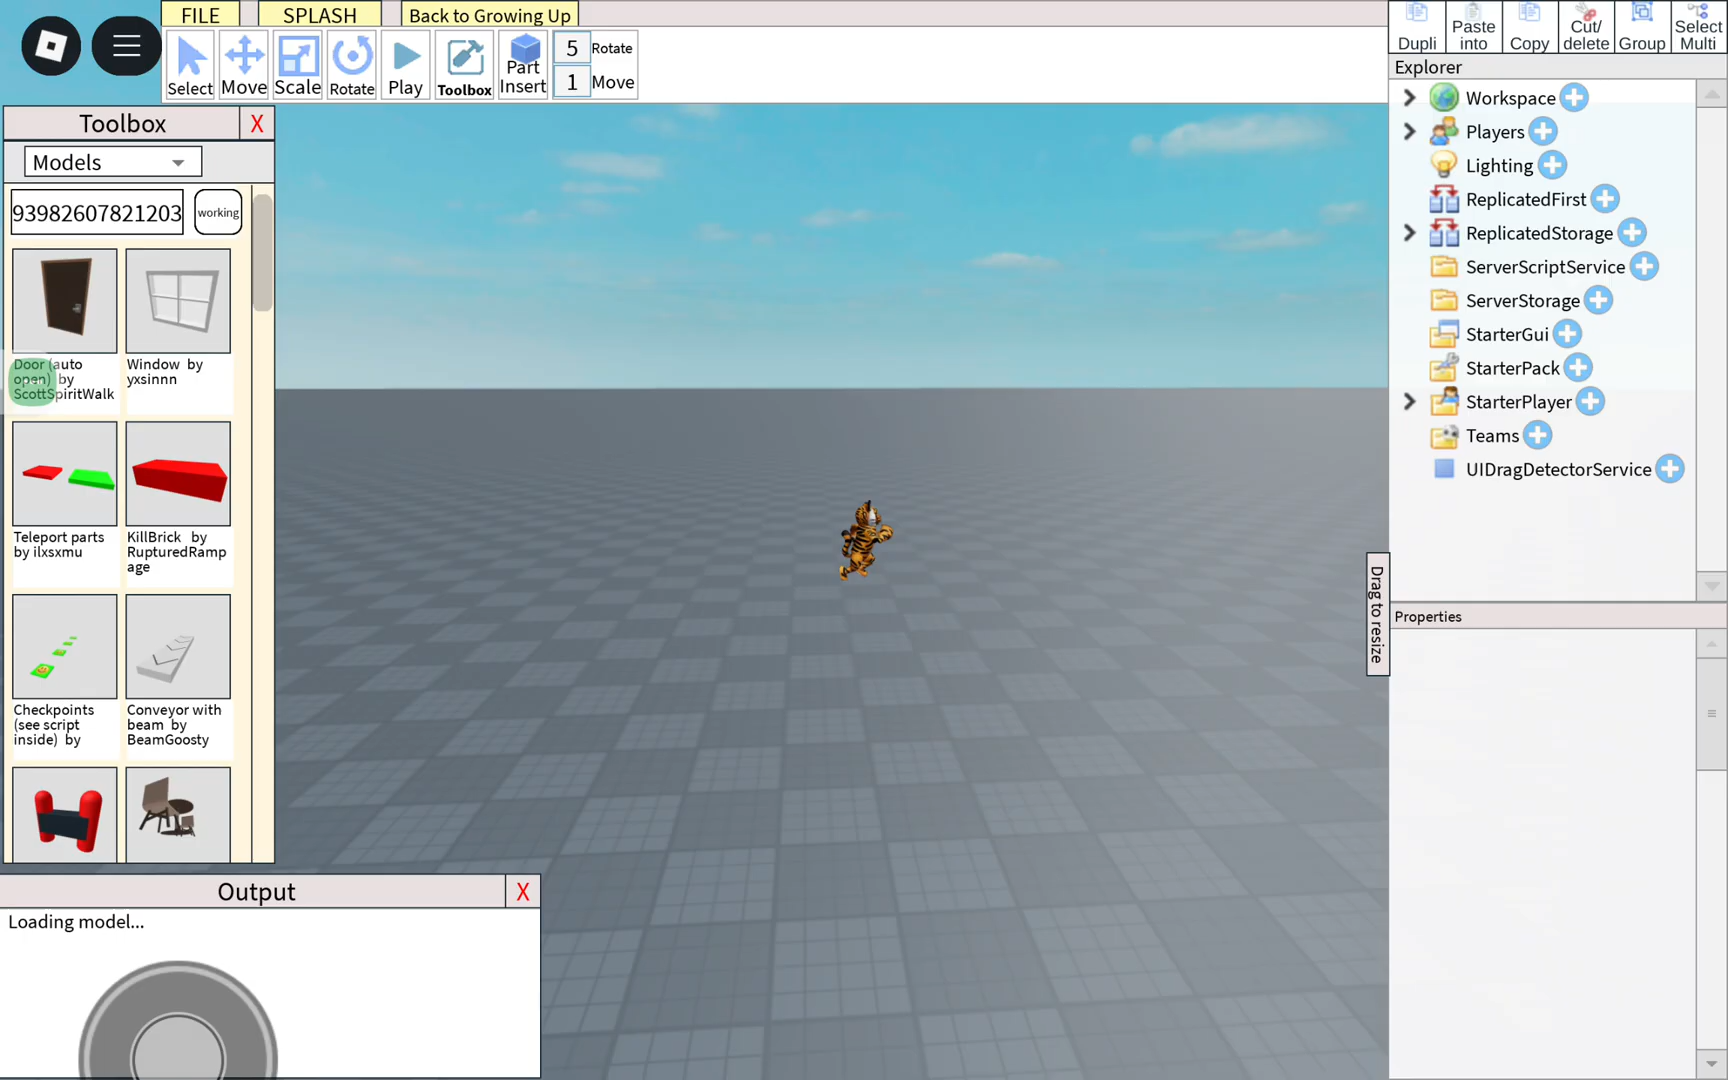 FILE
SPLASH
Back to Growing Up
Select
Move
Scale
Rotate
Play
Toolbox
Part
Insert
5 Rotate
1 Move
Dupli
Paste
into
Copy
Cut/
delete
Group
Select
Multi
Toolbox X
Models
93982607821203
working
Door (auto
open) by
ScottSpiritWalk
Window by
yxsinnn
Teleport parts
by ilxsxmu
KillBrick by
RupturedRamp
age
Checkpoints
(see script
inside) by
Conveyor with
beam by
BeamGoosty
Output X
Loading model...
Explorer
Workspace
Players
Lighting
ReplicatedFirst
ReplicatedStorage
ServerScriptService
ServerStorage
StarterGui
StarterPack
StarterPlayer
Teams
UIDragDetectorService
Drag to resize
Properties